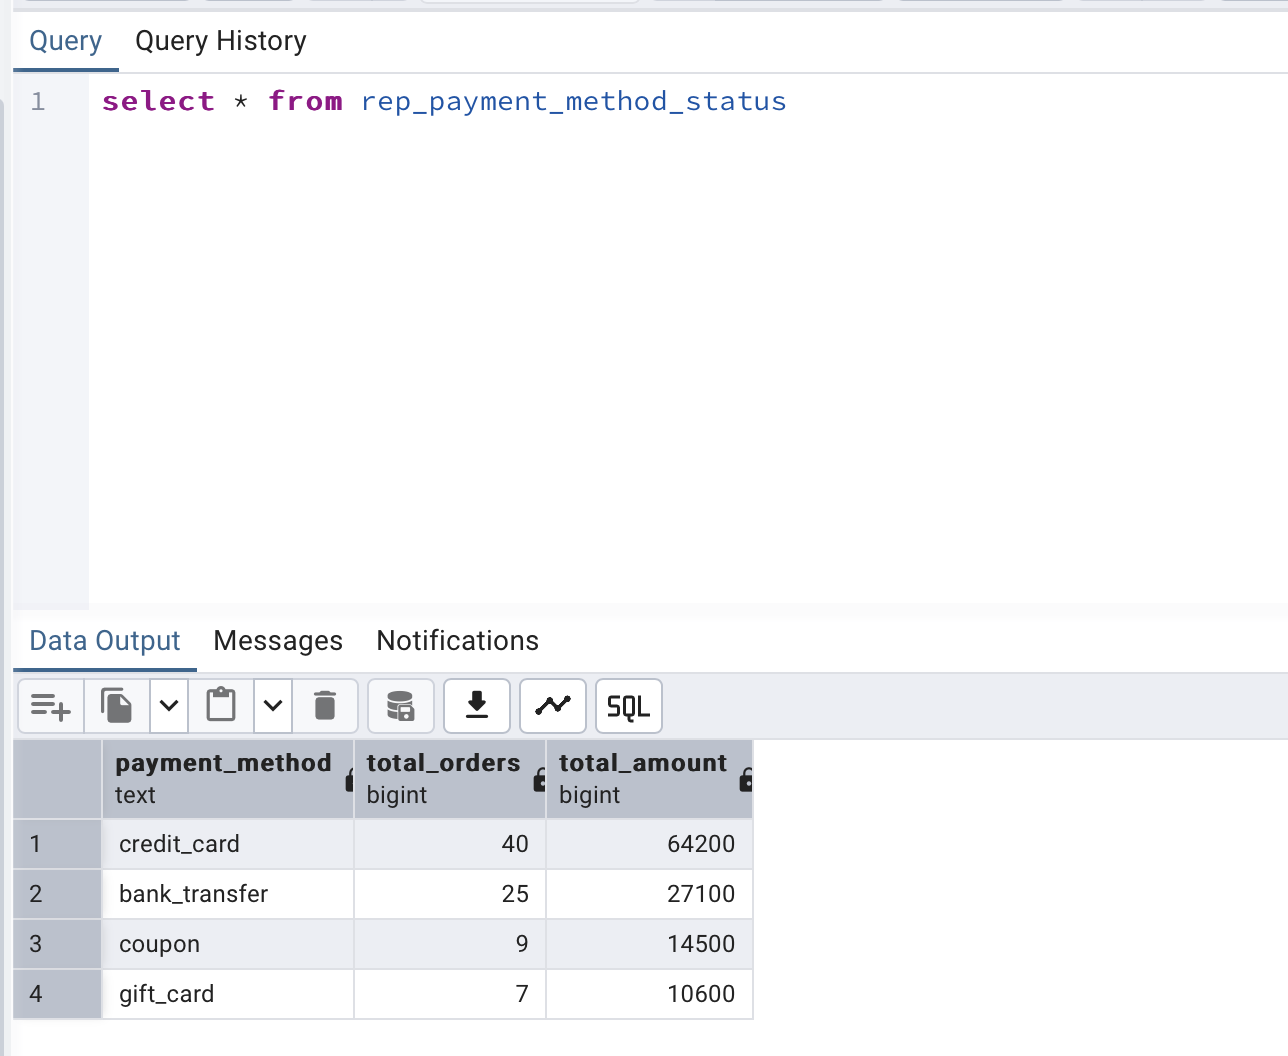 Query Query History
1 select * from rep_payment_method_status
Data Output Messages Notifications
SQL
payment_method total_orders total_amount
text bigint bigint
1 credit_card 40 64200
2 bank_transfer 25 27100
3 coupon 9 14500
4 gift_card 7 10600